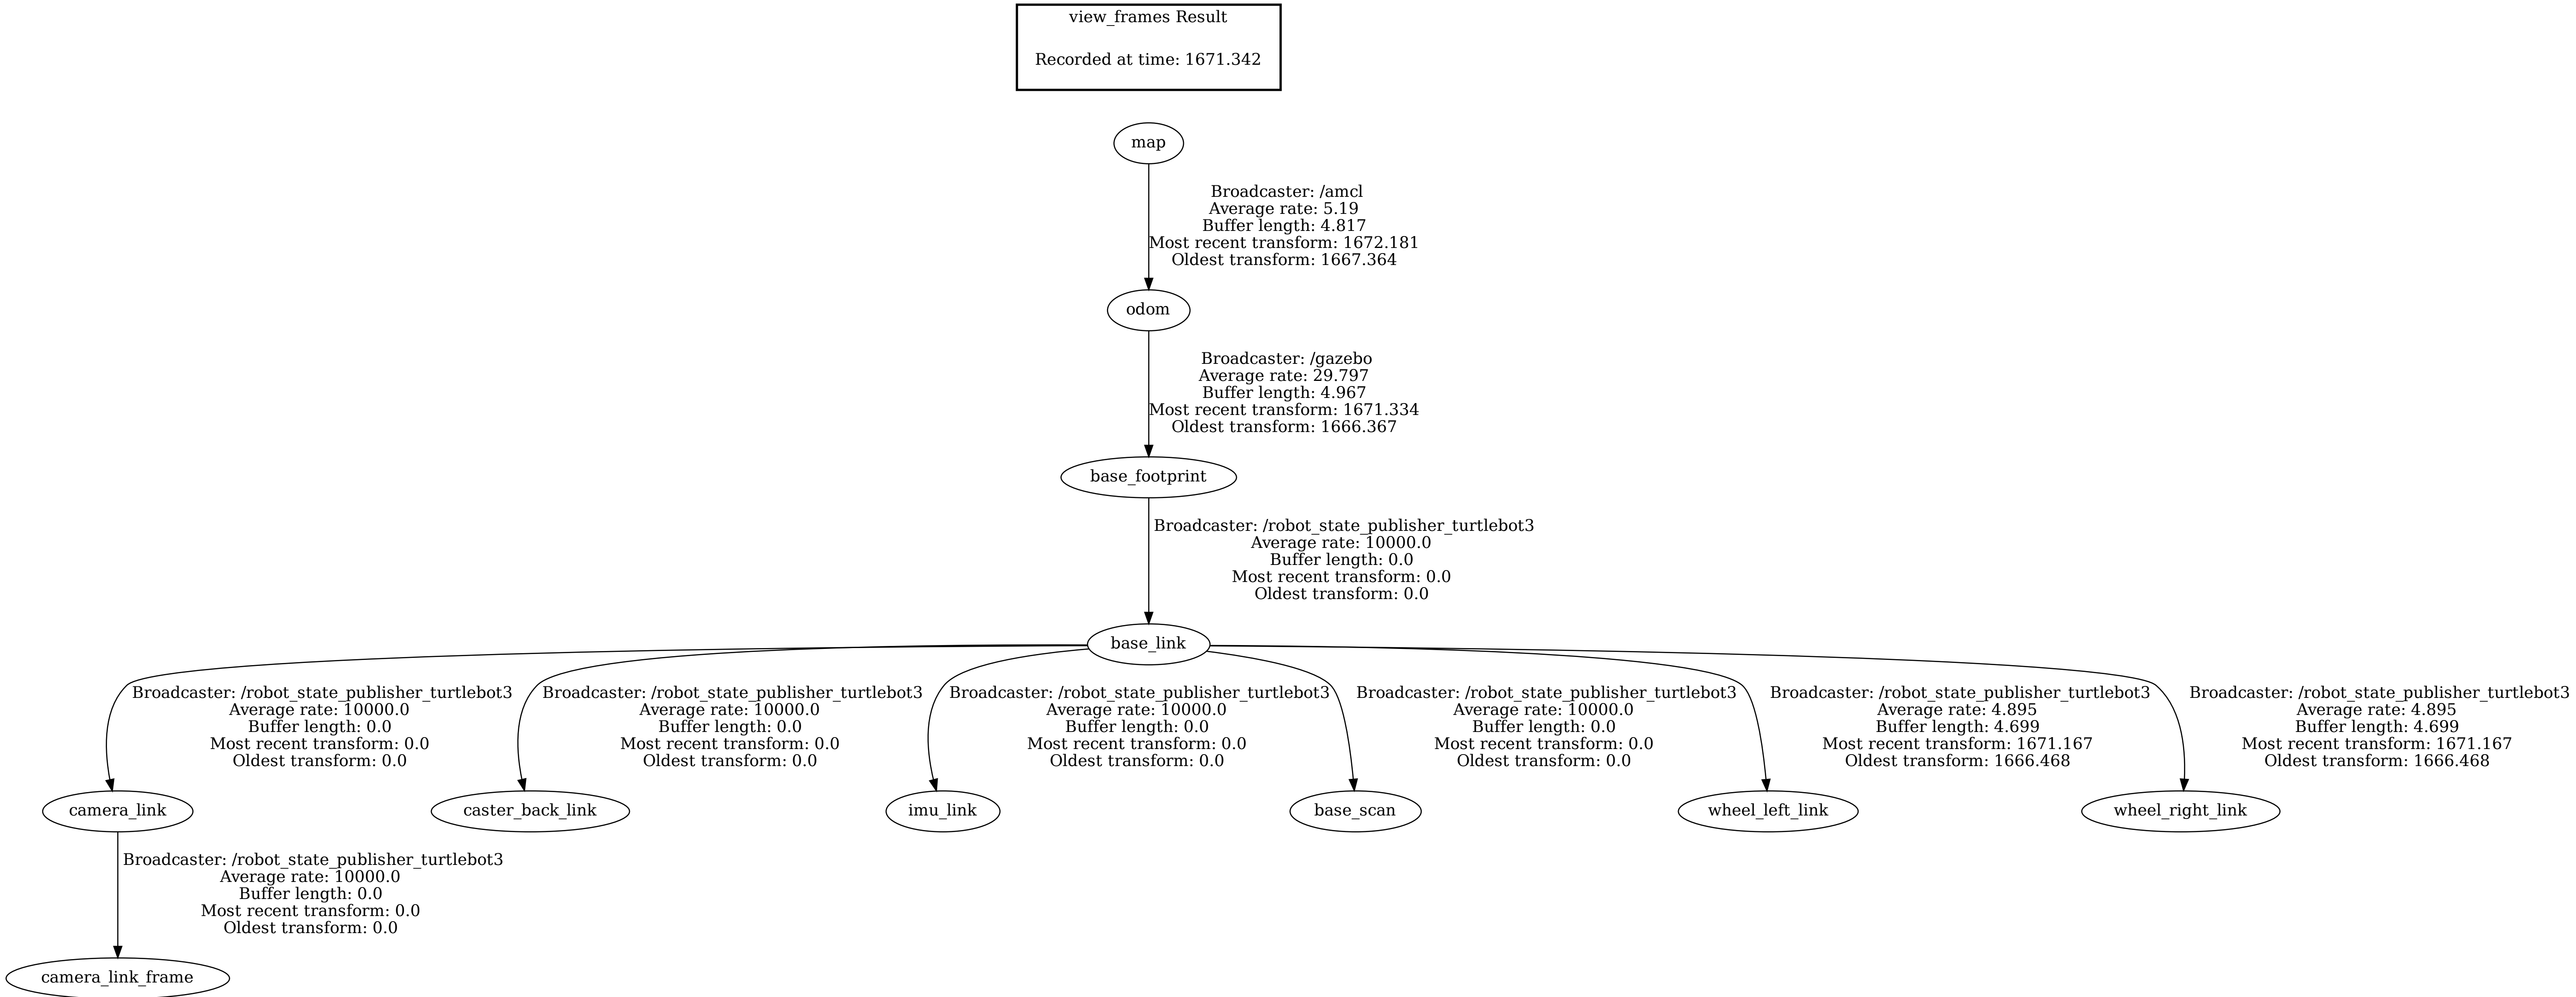 view_frames Result
Recorded at time: 1671.342
map
Broadcaster: /amcl
Average rate: 5.19
Buffer length: 4.817
Most recent transform: 1672.181
Oldest transform: 1667.364
odom
Broadcaster: /gazebo
Average rate: 29.797
Buffer length: 4.967
Most recent transform: 1671.334
Oldest transform: 1666.367
base_footprint
Broadcaster: /robot_state_publisher_turtlebot3
Average rate: 10000.0
Buffer length: 0.0
Most recent transform: 0.0
Oldest transform: 0.0
base_link
Broadcaster: /robot_state_publisher_turtlebot3
Average rate: 10000.0
Buffer length: 0.0
Most recent transform: 0.0
Oldest transform: 0.0
Broadcaster: /robot_state_publisher_turtlebot3
Average rate: 10000.0
Buffer length: 0.0
Most recent transform: 0.0
Oldest transform: 0.0
Broadcaster: /robot_state_publisher_turtlebot3
Average rate: 10000.0
Buffer length: 0.0
Most recent transform: 0.0
Oldest transform: 0.0
Broadcaster: /robot_state_publisher_turtlebot3
Average rate: 10000.0
Buffer length: 0.0
Most recent transform: 0.0
Oldest transform: 0.0
Broadcaster: /robot_state_publisher_turtlebot3
Average rate: 4.895
Buffer length: 4.699
Most recent transform: 1671.167
Oldest transform: 1666.468
Broadcaster: /robot_state_publisher_turtlebot3
Average rate: 4.895
Buffer length: 4.699
Most recent transform: 1671.167
Oldest transform: 1666.468
camera_link
caster_back_link
imu_link
base_scan
wheel_left_link
wheel_right_link
Broadcaster: /robot_state_publisher_turtlebot3
Average rate: 10000.0
Buffer length: 0.0
Most recent transform: 0.0
Oldest transform: 0.0
camera_link_frame